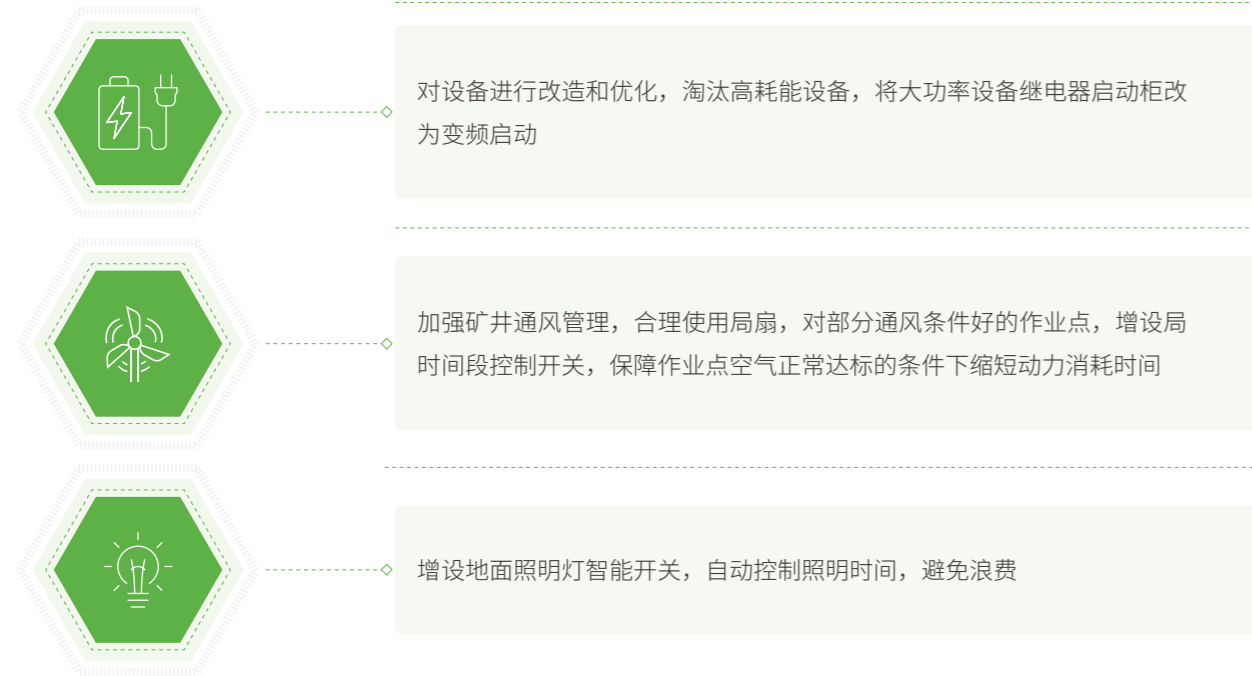 对设备进行改造和优化，淘汰高耗能设备，将大功率设备继电器启动柜改
为变频启动
加强矿井通风管理，合理使用局扇，对部分通风条件好的作业点，增设局
时间段控制开关，保障作业点空气正常达标的条件下缩短动力消耗时间
增设地面照明灯智能开关，自动控制照明时间，避免浪费